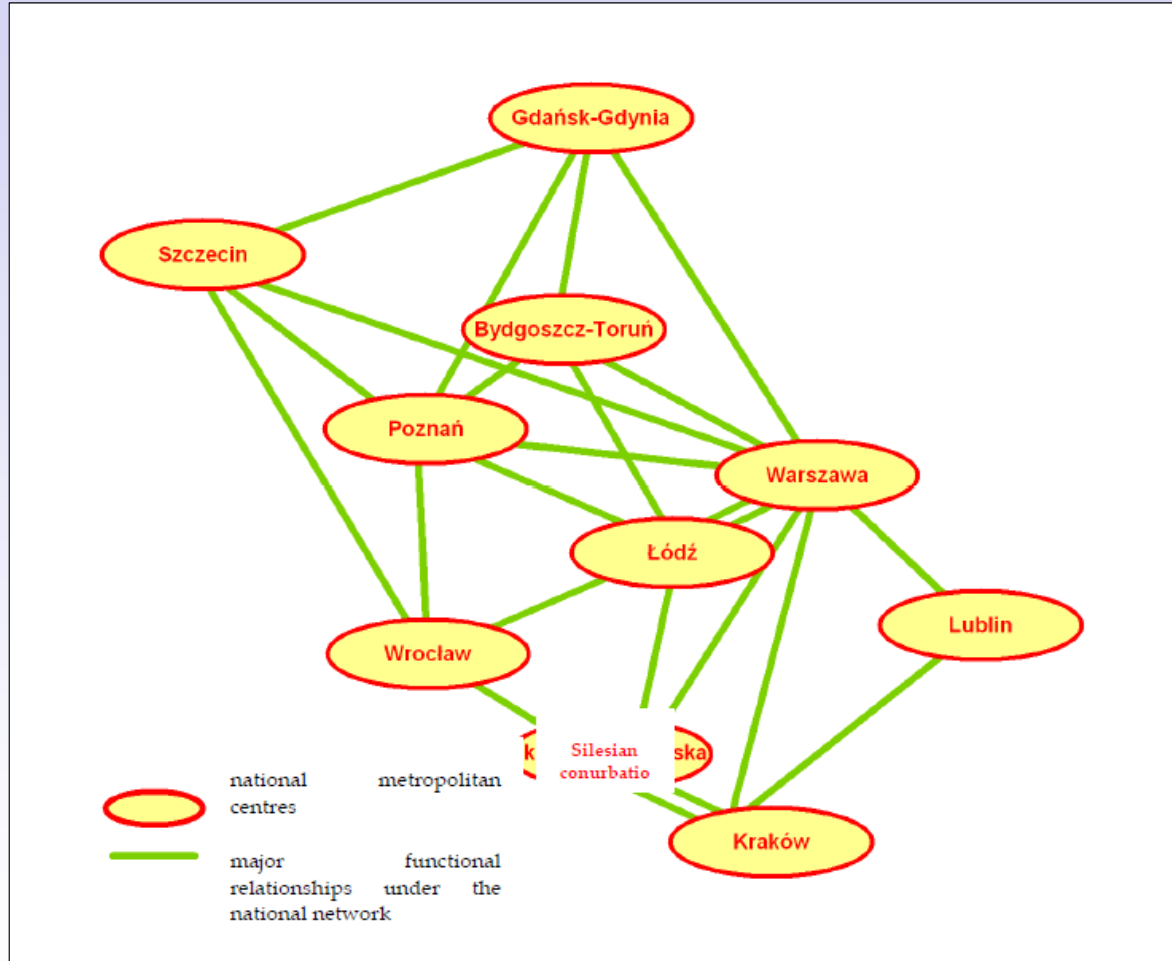 Gdańsk-Gdynia
Szczecin
Bydgoszcz-Toruń
Poznań
Warszawa
Łódź
Lublin
Wrocław
k ska
Silesian
conurbatio
Kraków
national metropolitan
centres
major functional
relationships under the
national network